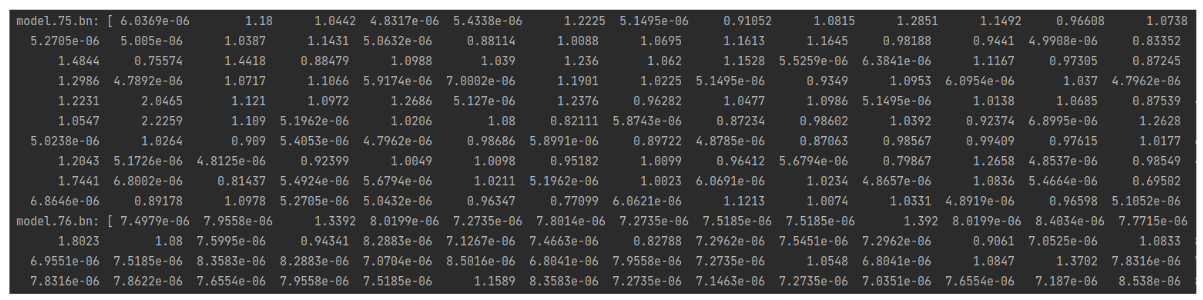 model.75.bn: [ 6.0369e-06 1.18 1.0442 4.8317e-06 5.4338e-06 1.2225 5.1495e-06 0.91052 1.0815 1.2851 1.1492 0.96608 1.0738
5.2705e-06 5.005e-06 1.0387 1.1431 5.0632e-06 0.88114 1.0088 1.0695 1.1613 1.1645 0.98188 0.9441 4.9908e-06 0.83352
1.4844 0.75574 1.4418 0.88479 1.0988 1.039 1.236 1.062 1.1528 5.5259e-06 6.3841e-06 1.1167 0.97305 0.87245
1.2986 4.7892e-06 1.0717 1.1066 5.9174e-06 7.0002e-06 1.1901 1.0225 5.1495e-06 0.9349 1.0953 6.0954e-06 1.037 4.7962e-06
1.2231 2.0465 1.121 1.0972 1.2686 5.127e-06 1.2376 0.96282 1.0477 1.0986 5.1495e-06 1.0138 1.0685 0.87539
1.0547 2.2259 1.109 5.1962e-06 1.0206 1.08 0.82111 5.8743e-06 0.87234 0.98602 1.0392 0.92374 6.8995e-06 1.2628
5.0238e-06 1.0264 0.909 5.4053e-06 4.7962e-06 0.98686 5.8991e-06 0.89722 4.8785e-06 0.87063 0.98567 0.99409 0.97615 1.0177
1.2043 5.1726e-06 4.8125e-06 0.92399 1.0049 1.0098 0.95182 1.0099 0.96412 5.6794e-06 0.79867 1.2658 4.8537e-06 0.98549
1.7441 6.8002e-06 0.81437 5.4924e-06 5.6794e-06 1.0211 5.1962e-06 1.0023 6.0691e-06 1.0234 4.8657e-06 1.0836 5.4664e-06 0.69502
6.8646e-06 0.89178 1.0978 5.2705e-06 5.0432e-06 0.96347 0.77099 6.0621e-06 1.1213 1.0074 1.0331 4.8919e-06 0.96598 5.1052e-06
model.76.bn: [ 7.4979e-06 7.9558e-06 1.3392 8.0199e-06 7.2735e-06 7.8014e-06 7.2735e-06 7.5185e-06 7.5185e-06 1.392 8.0199e-06 8.4034e-06 7.7715e-06
1.8023 1.08 7.5995e-06 0.94341 8.2883e-06 7.1267e-06 7.4663e-06 0.82788 7.2962e-06 7.5451e-06 7.2962e-06 0.9061 7.0525e-06 1.0833
6.9551e-06 7.5185e-06 8.3583e-06 8.2883e-06 7.0704e-06 8.5016e-06 6.8041e-06 7.9558e-06 7.2735e-06 1.0548 6.8041e-06 1.0847 1.3702 7.8316e-06
7.8316e-06 7.8622e-06 7.6554e-06 7.9558e-06 7.5185e-06 1.1589 8.3583e-06 7.2735e-06 7.1463e-06 7.2735e-06 7.0351e-06 7.6554e-06 7.187e-06 8.538e-06